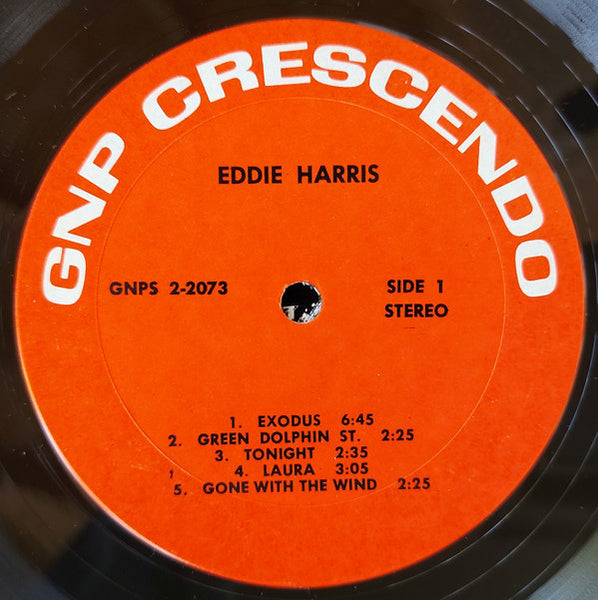 GNP CRESCENDO
EDDIE HARRIS
GNPS 2-2073
SIDE 1
STEREO
1. EXODUS 6:45
2. GREEN DOLPHIN ST. 2:25
3. TONIGHT 2:35
4. LAURA 3:05
5. GONE WITH THE WIND 2:25